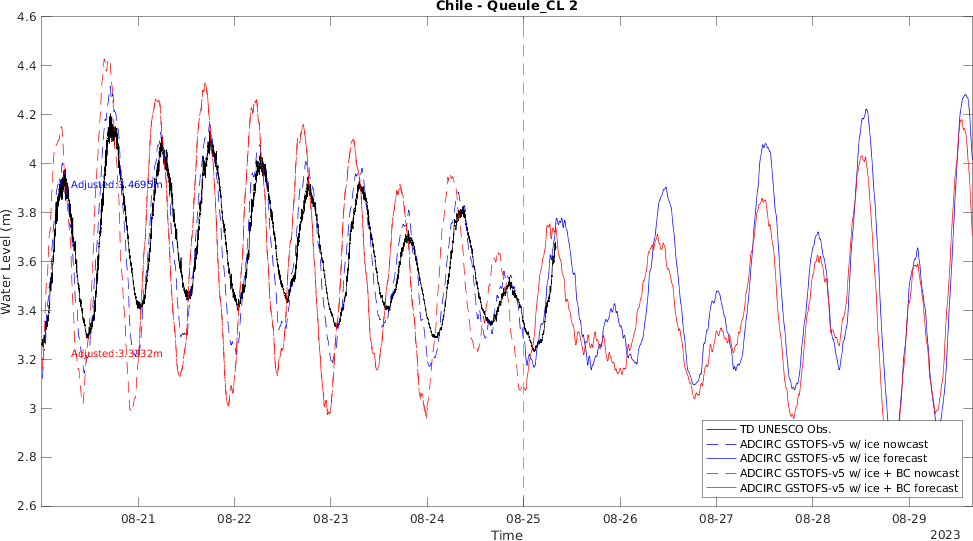 Chile - Queule_CL 2
4.6
4.4
4.2
4
3.8
3.6
3.4
3.2
3
2.8
2.6
Water Level (m)
Adjusted:3.4695m
TD UNESCO Obs.
ADCIRC GSTOFS-v5 w/ ice nowcast
ADCIRC GSTOFS-v5 w/ ice forecast
ADCIRC GSTOFS-v5 w/ ice + BC nowcast
ADCIRC GSTOFS-v5 w/ ice + BC forecast
08-21 08-22 08-23 08-24 08-25 08-26 08-27 08-28 08-29
Time
2023